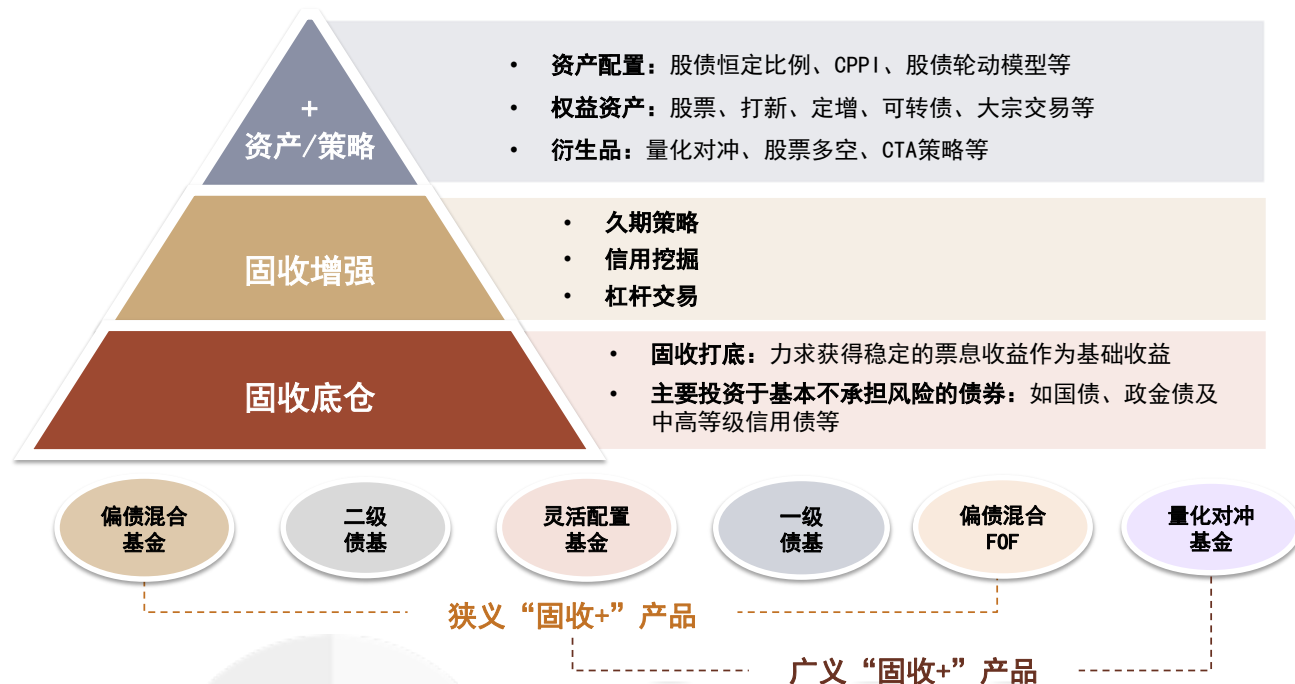 +
资产/策略
• 资产配置：股债恒定比例、CPPI、股债轮动模型等
• 权益资产：股票、打新、定增、可转债、大宗交易等
• 衍生品：量化对冲、股票多空、CTA策略等
固收增强
• 久期策略
• 信用挖掘
• 杠杆交易
固收底仓
• 固收打底：力求获得稳定的票息收益作为基础收益
• 主要投资于基本不承担风险的债券：如国债、政金债及
中高等级信用债等
偏债混合
基金
二级
债基
灵活配置
基金
一级
债基
偏债混合
FOF
量化对冲
基金
狭义“固收+”产品
广义“固收+”产品